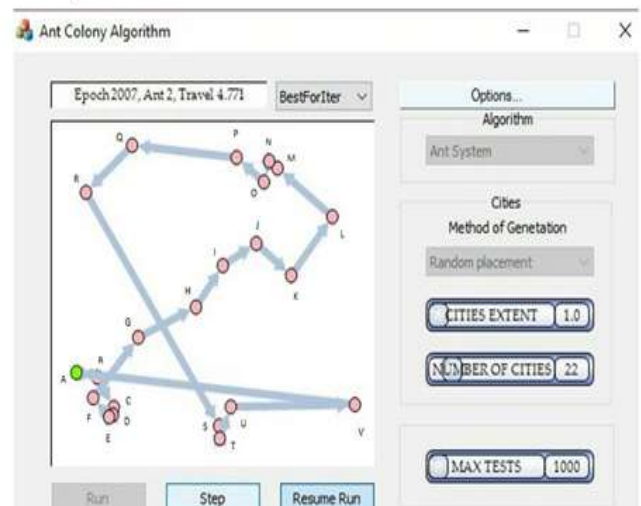 Ant Colony Algorithm
Epoch 2007, Ant 2, Travel 4.771
BestForIter
Options...
Algorithm
Ant System
Cities
Method of Genetation
Random placement
CITIES EXTENT 1.0
NUMBER OF CITIES 22
MAX TESTS 1000
Q
P
N
M
O
R
L
J
I
K
H
G
A
R
F
C
D
E
S
U
T
V
Run
Step
Resume Run